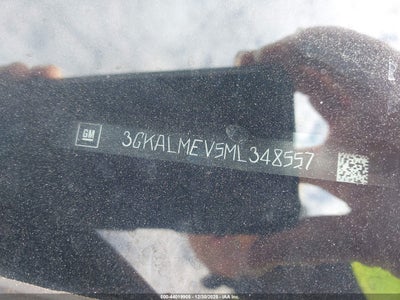 GM
3GKALMEV5ML348557
000-44019969 - 12/30/2025 - IAA Inc.